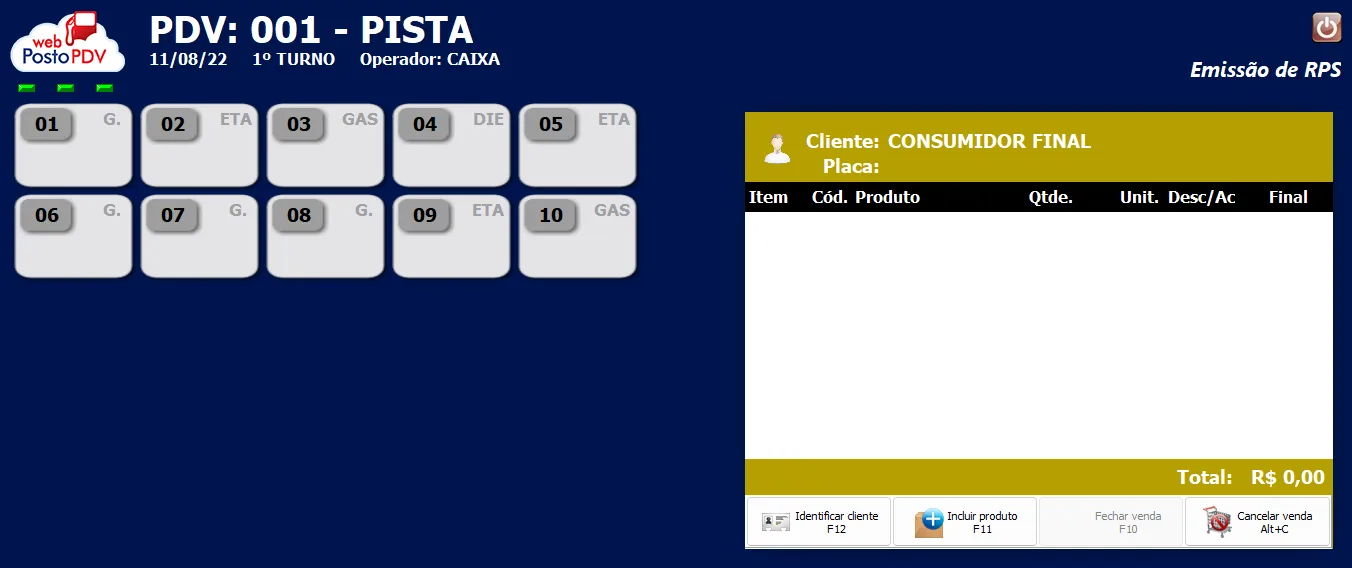 web
PostoPDV
PDV: 001 - PISTA
11/08/22 1º TURNO Operador: CAIXA
Emissão de RPS
01 G. 02 ETA 03 GAS 04 DIE 05 ETA
06 G. 07 G. 08 G. 09 ETA 10 GAS
Cliente: CONSUMIDOR FINAL
Placa:
Item Cód. Produto Qtde. Unit. Desc/Ac Final
Total: R$ 0,00
Identificar cliente
F12
Incluir produto
F11
Fechar venda
F10
Cancelar venda
Alt+C